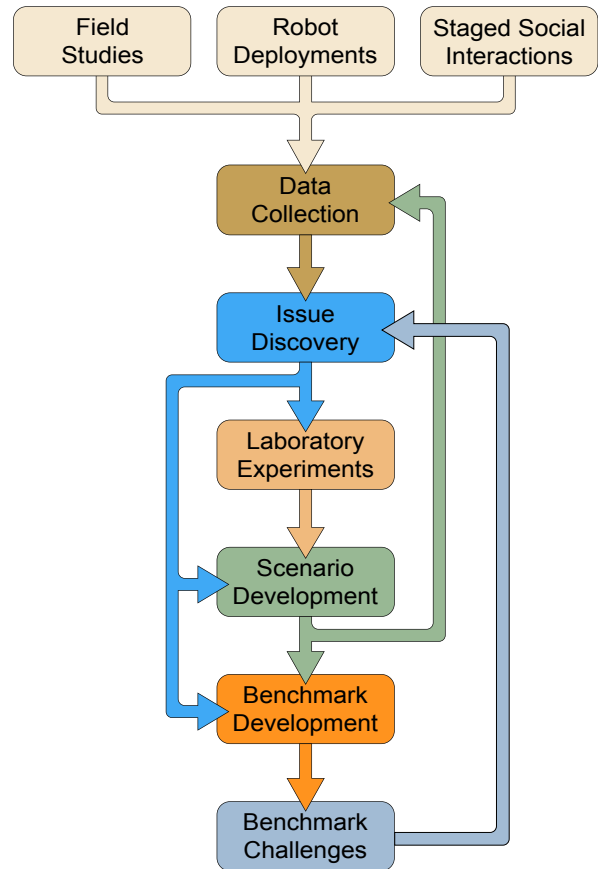 Field
Studies
Robot
Deployments
Staged Social
Interactions
Data
Collection
Issue
Discovery
Laboratory
Experiments
Scenario
Development
Benchmark
Development
Benchmark
Challenges